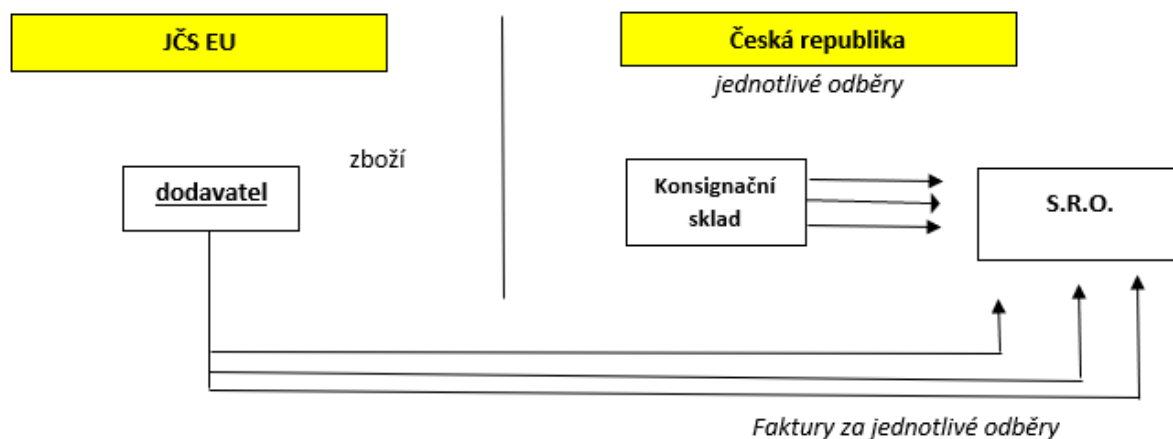 JČS EU
Česká republika
jednotlivé odběry
zboží
dodavatel
Konsignační
sklad
S.R.O.
Faktury za jednotlivé odběry